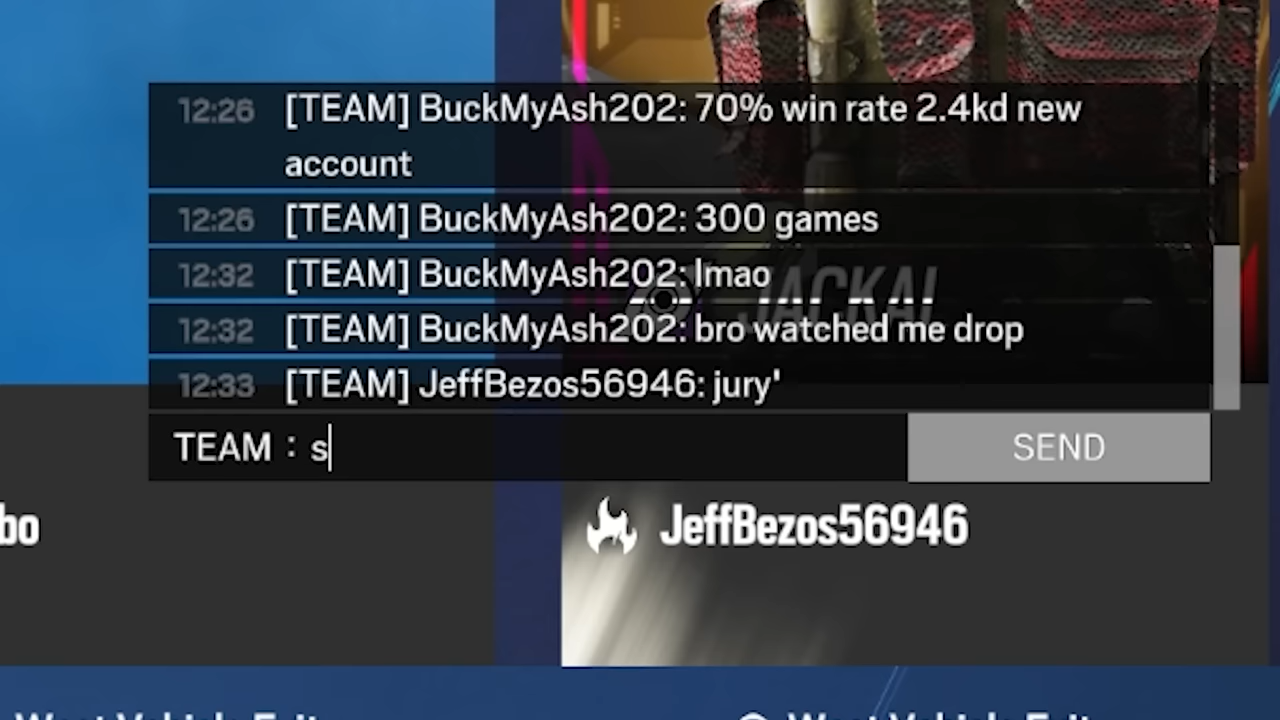 12:26 [TEAM] BuckMyAsh202: 70% win rate 2.4kd new
account
12:26 [TEAM] BuckMyAsh202: 300 games
12:32 [TEAM] BuckMyAsh202: lmao
JACKAL
12:32 [TEAM] BuckMyAsh202: bro watched me drop
12:33 [TEAM] JeffBezos56946: jury'
TEAM : s
SEND
bo
JeffBezos56946